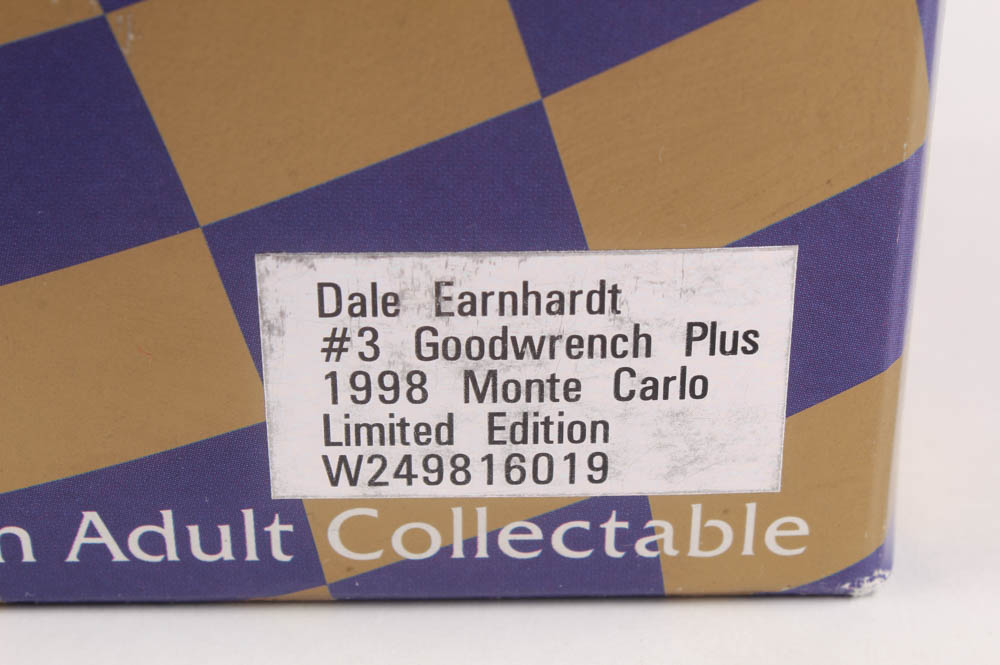 Dale Earnhardt
#3 Goodwrench Plus
1998 Monte Carlo
Limited Edition
W249816019
Adult Collectable